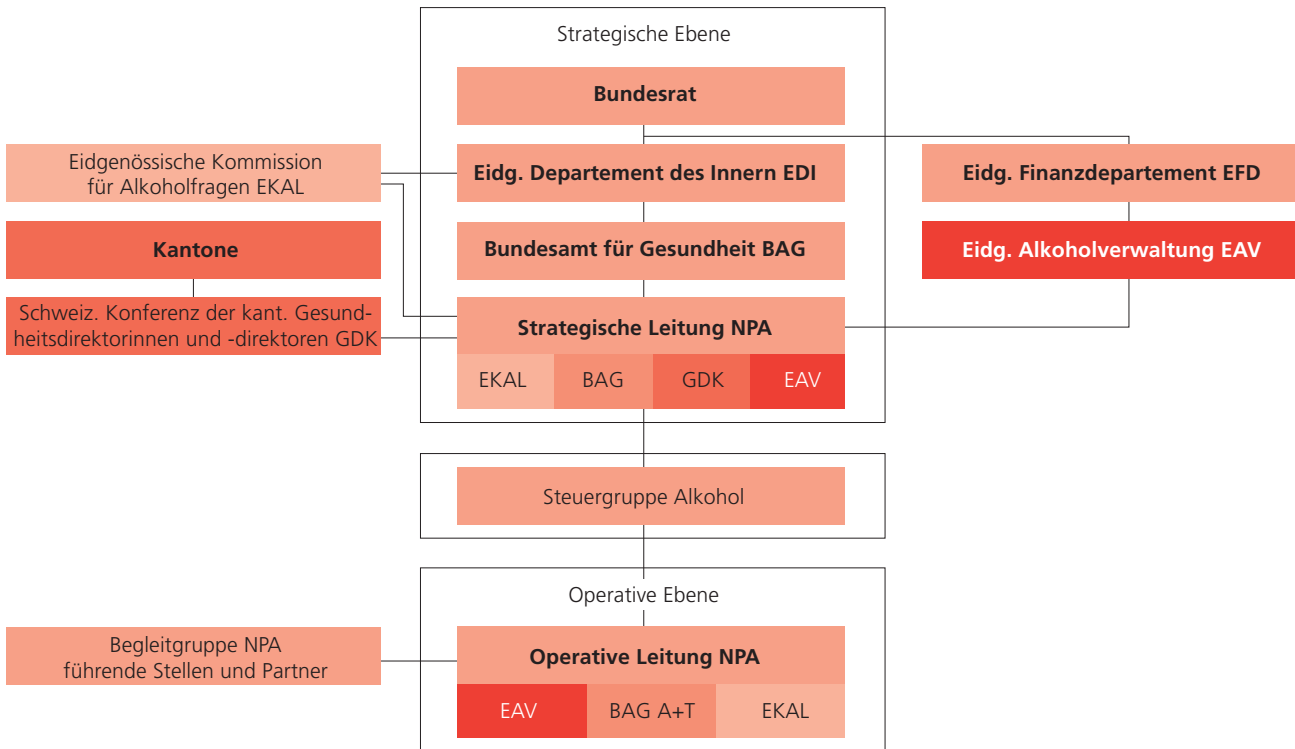 Strategische Ebene
Bundesrat
Eidgenössische Kommission
für Alkoholfragen EKAL
Eidg. Departement des Innern EDI
Eidg. Finanzdepartement EFD
Kantone
Bundesamt für Gesundheit BAG
Eidg. Alkoholverwaltung EAV
Schweiz. Konferenz der kant. Gesund-
heitsdirektorinnen und -direktoren GDK
Strategische Leitung NPA
EKAL BAG GDK EAV
Steuergruppe Alkohol
Operative Ebene
Begleitgruppe NPA
führende Stellen und Partner
Operative Leitung NPA
EAV BAG A+T EKAL